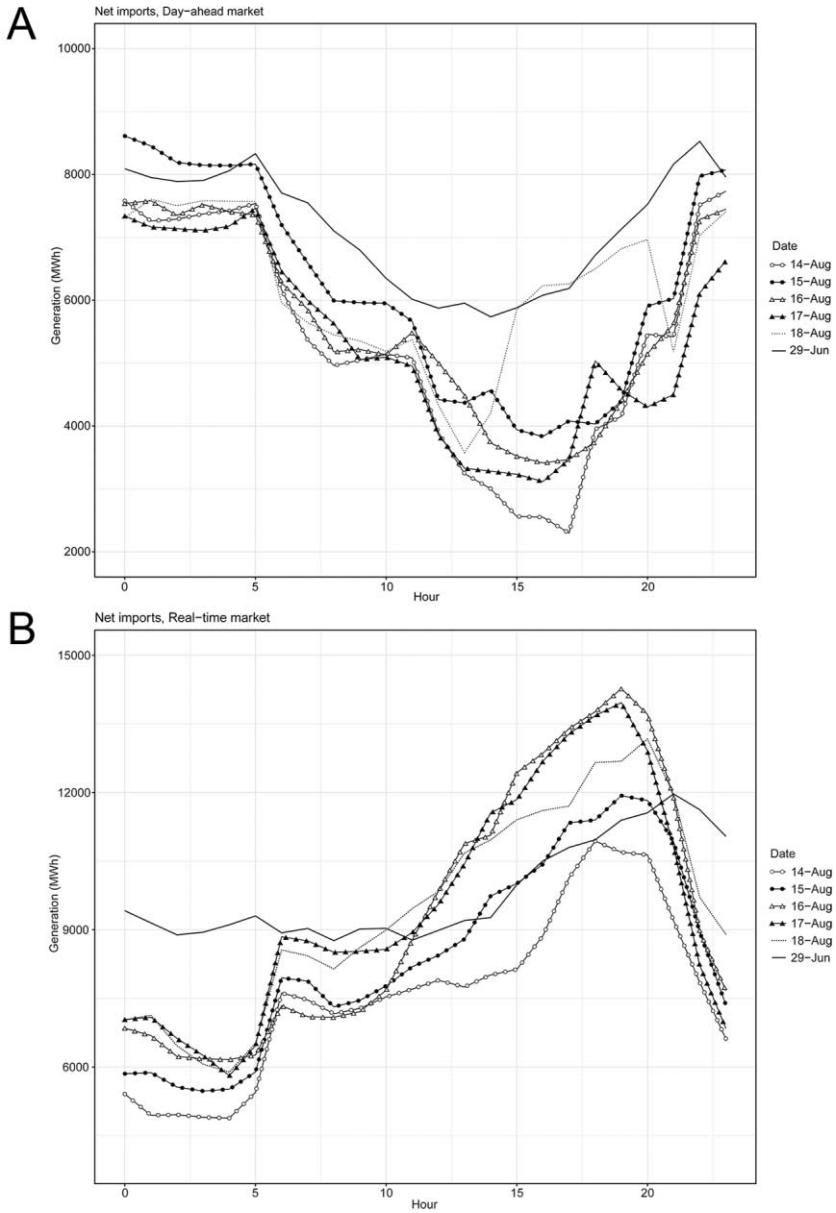 A
Net imports, Day−ahead market
10000
8000
6000
4000
2000
Generation (MWh)
0
5
10
15
20
Hour
Date
14−Aug
15−Aug
16−Aug
17−Aug
18−Aug
29−Jun
B
Net imports, Real−time market
15000
12000
9000
6000
Generation (MWh)
0
5
10
15
20
Hour
Date
14−Aug
15−Aug
16−Aug
17−Aug
18−Aug
29−Jun